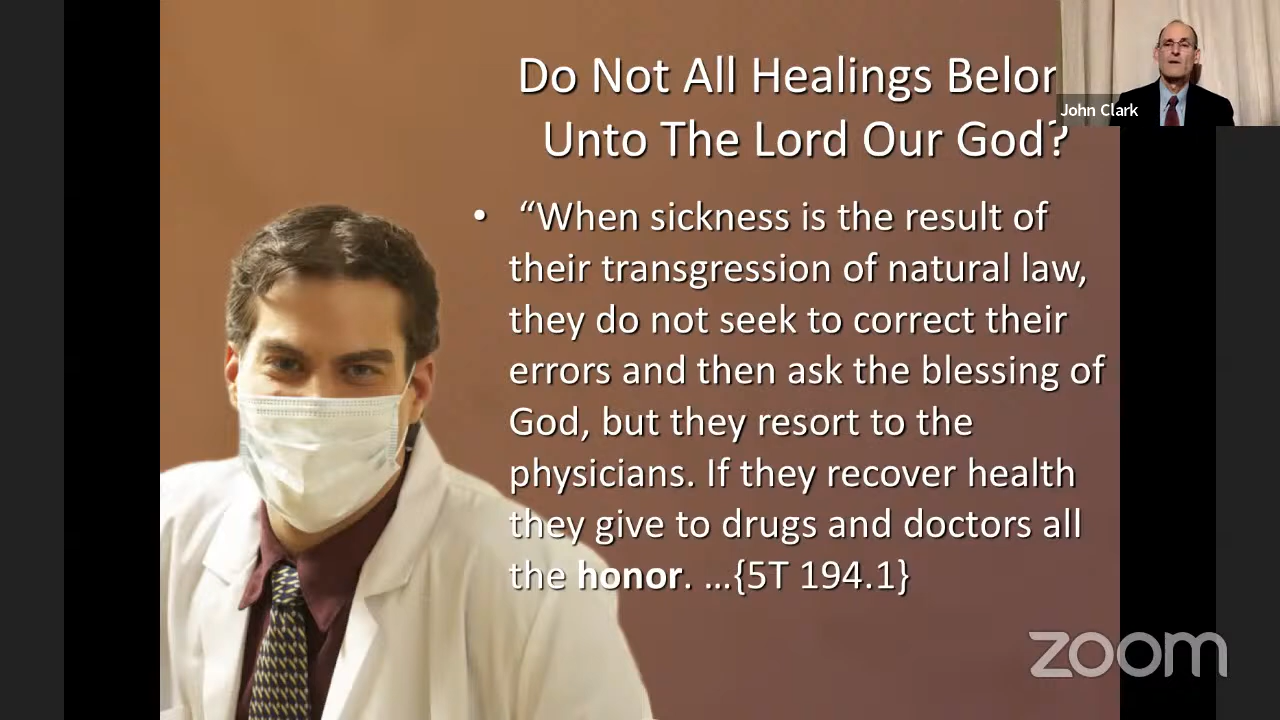 Do Not All Healings Belon
Unto The Lord Our God?
John Clark
• “When sickness is the result of
their transgression of natural law,
they do not seek to correct their
errors and then ask the blessing of
God, but they resort to the
physicians. If they recover health
they give to drugs and doctors all
the honor. …{5T 194.1}
zoom